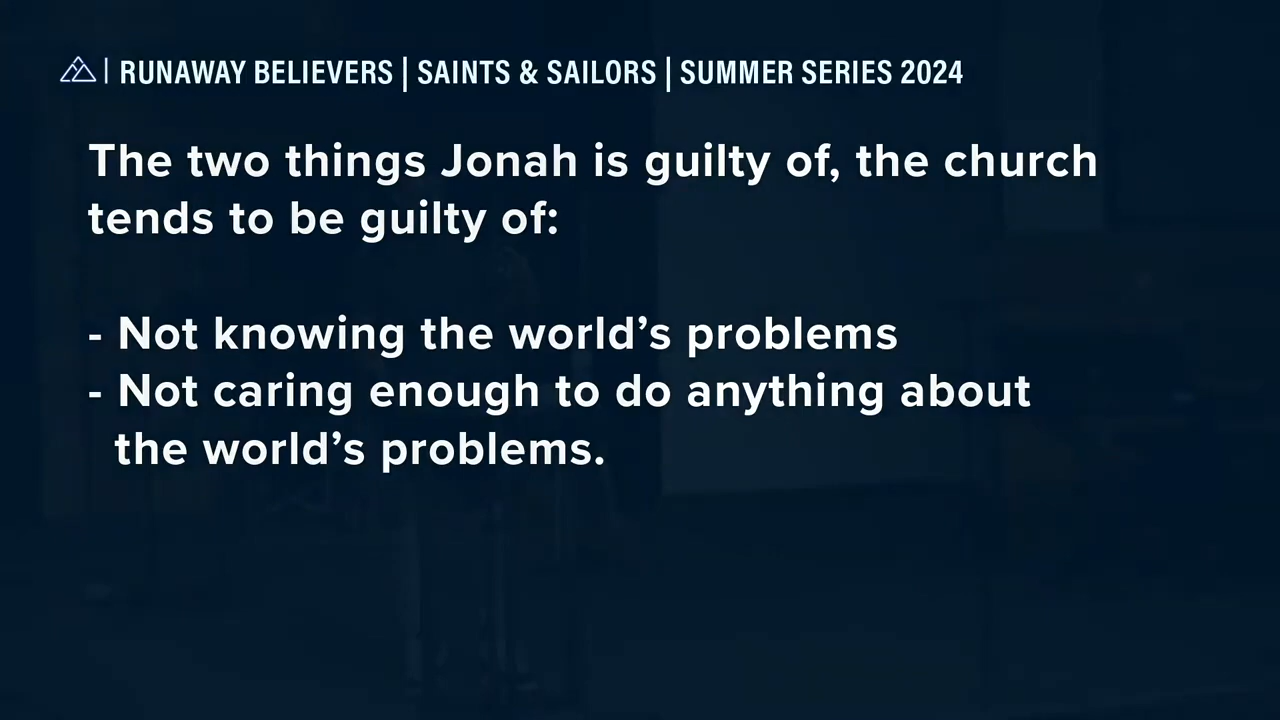 | RUNAWAY BELIEVERS | SAINTS & SAILORS | SUMMER SERIES 2024
The two things Jonah is guilty of, the church
tends to be guilty of:
- Not knowing the world’s problems
- Not caring enough to do anything about
the world’s problems.